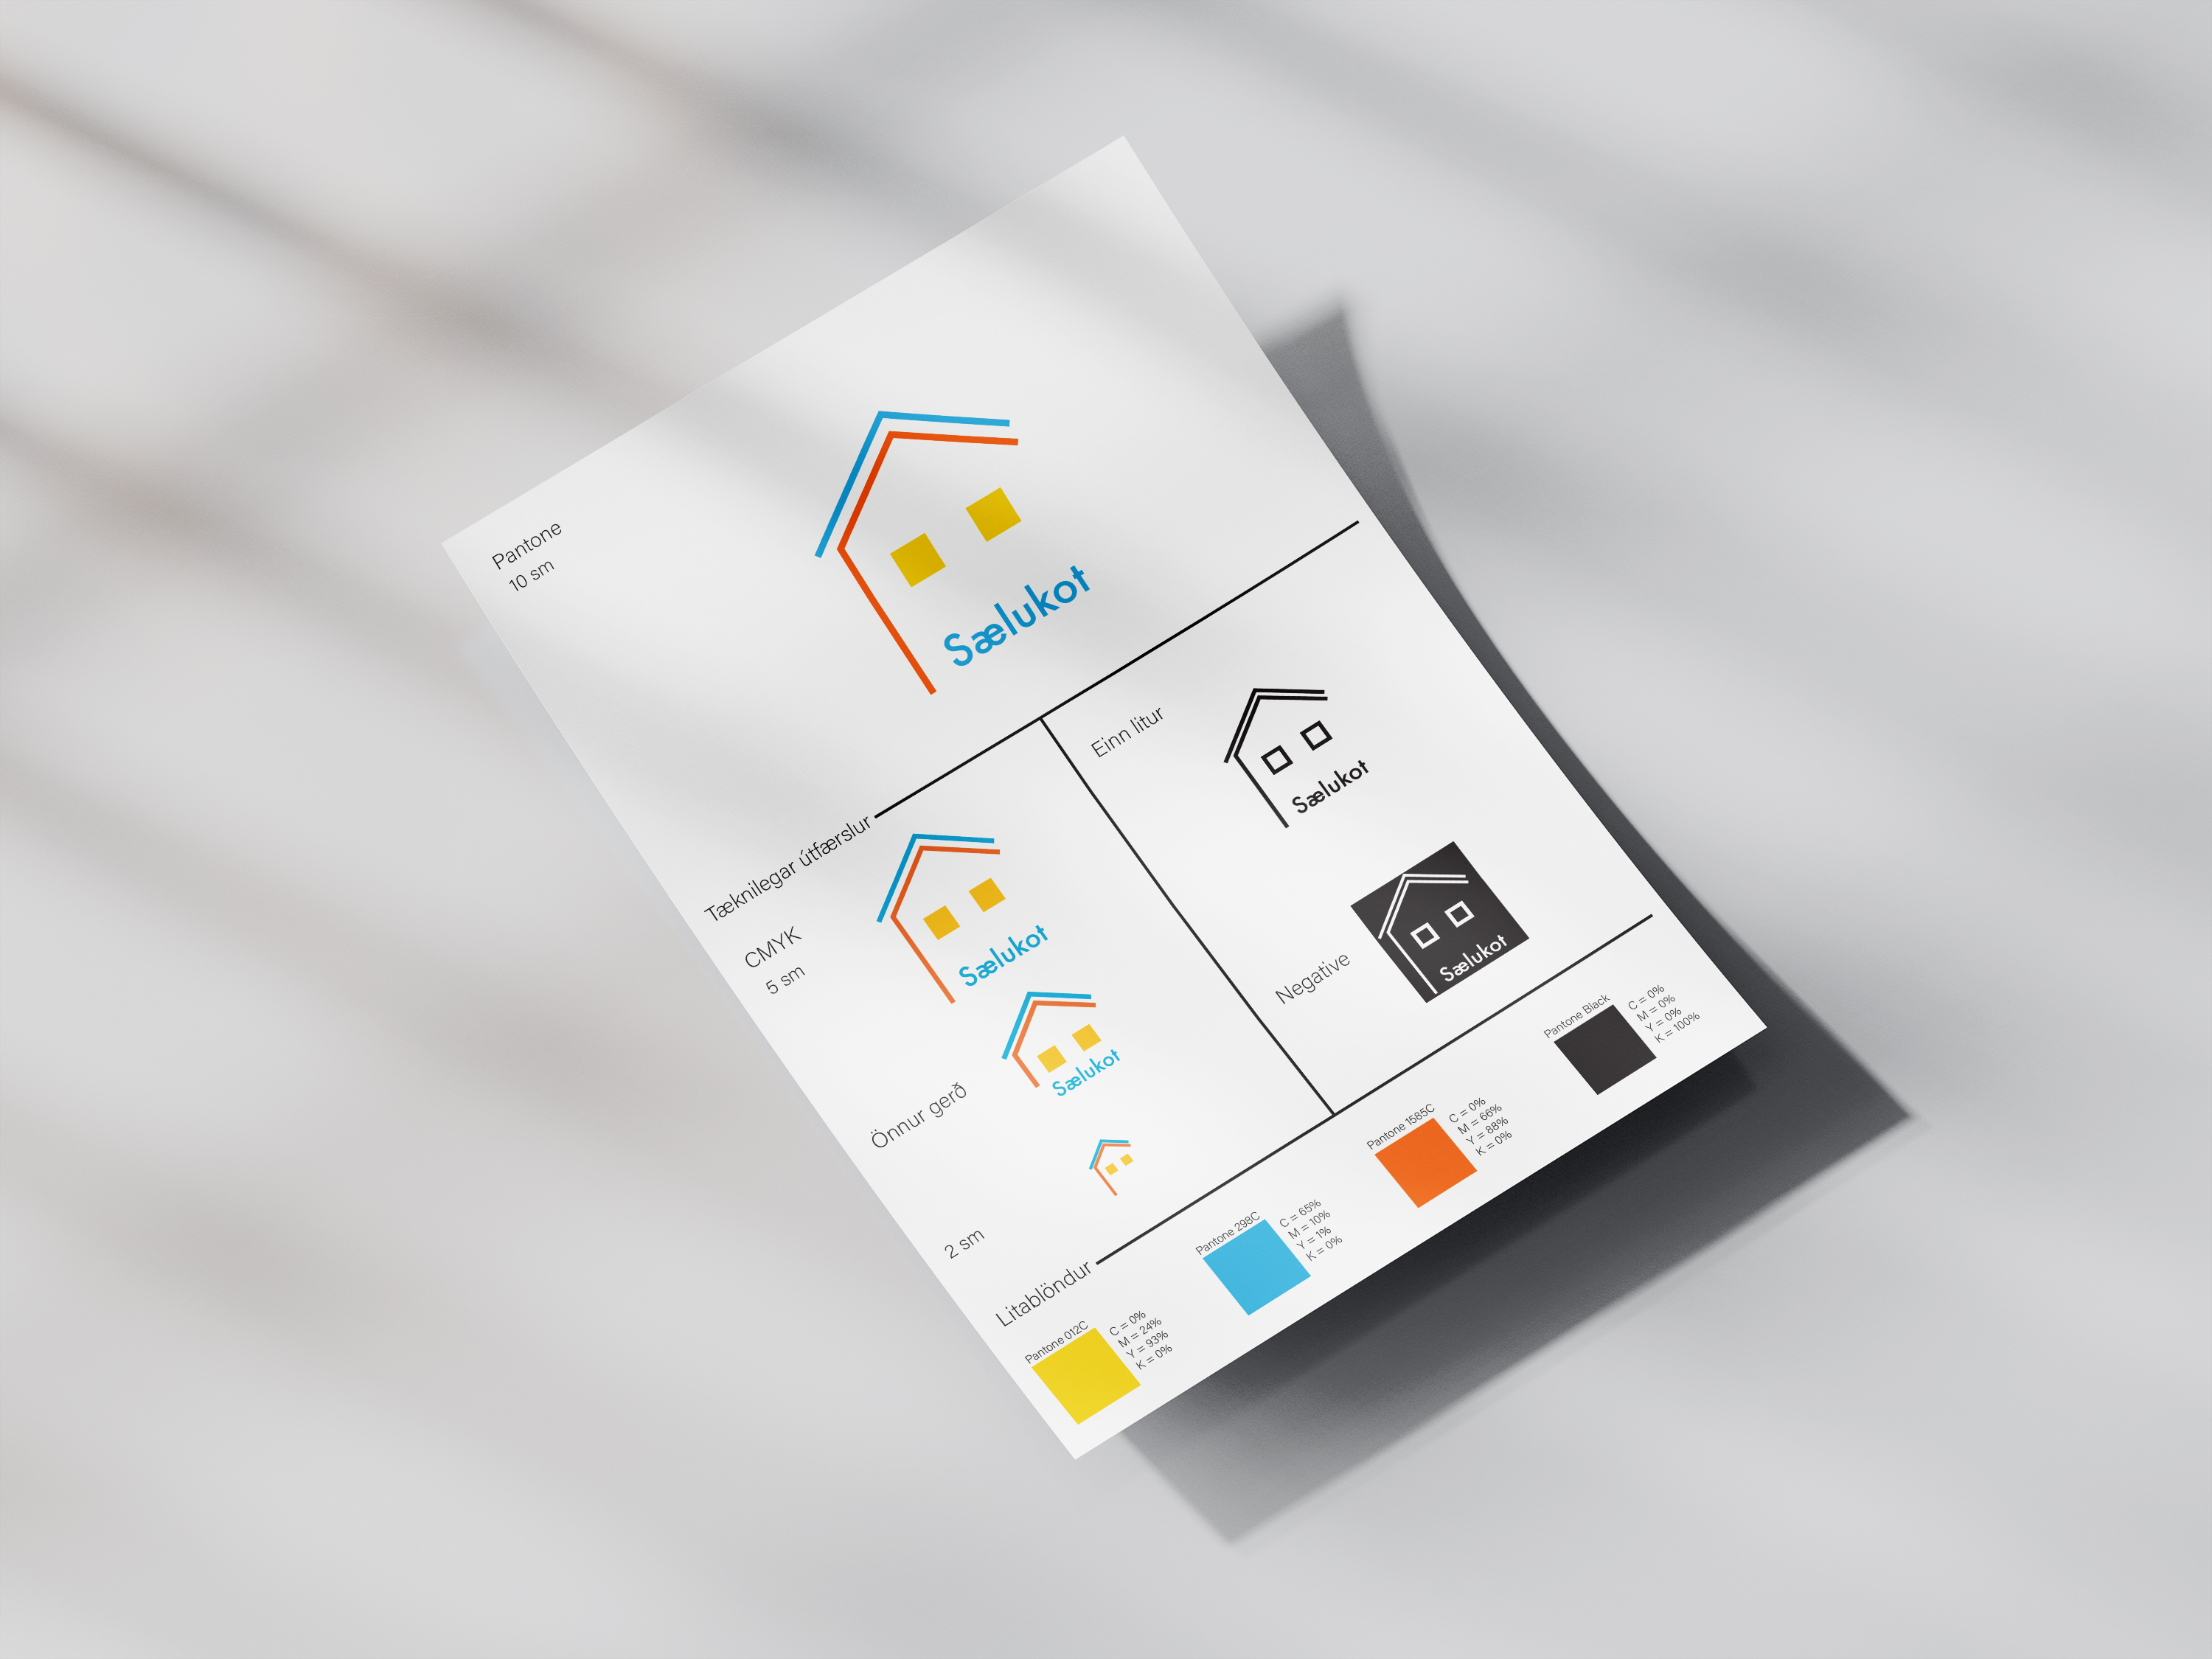 Pantone
10 sm
Sælukot
Tæknilegar útfærslur
CMYK
5 sm
Sælukot
Önnur gerð
Sælukot
2 sm
Einn litur
Sælukot
Negative
Sælukot
Litablöndur
Pantone 012C
C = 0%
M = 24%
Y = 93%
K = 0%
Pantone 298C
C = 65%
M = 10%
Y = 1%
K = 0%
Pantone 1585C
C = 0%
M = 66%
Y = 88%
K = 0%
Pantone Black
C = 0%
M = 0%
Y = 0%
K = 100%